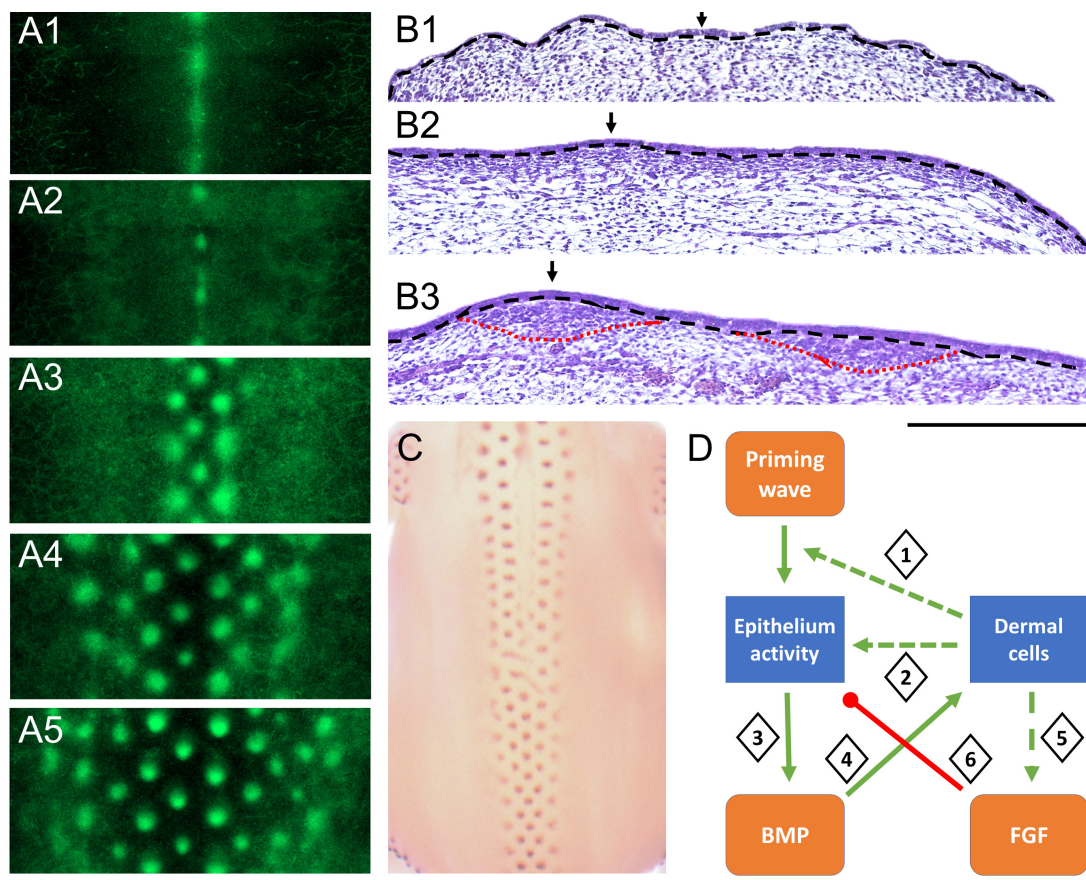 A1
A2
A3
A4
A5
B1
B2
B3
C
D
Priming
wave
1
Epithelium
activity
Dermal
cells
2
3
4
6
5
BMP
FGF